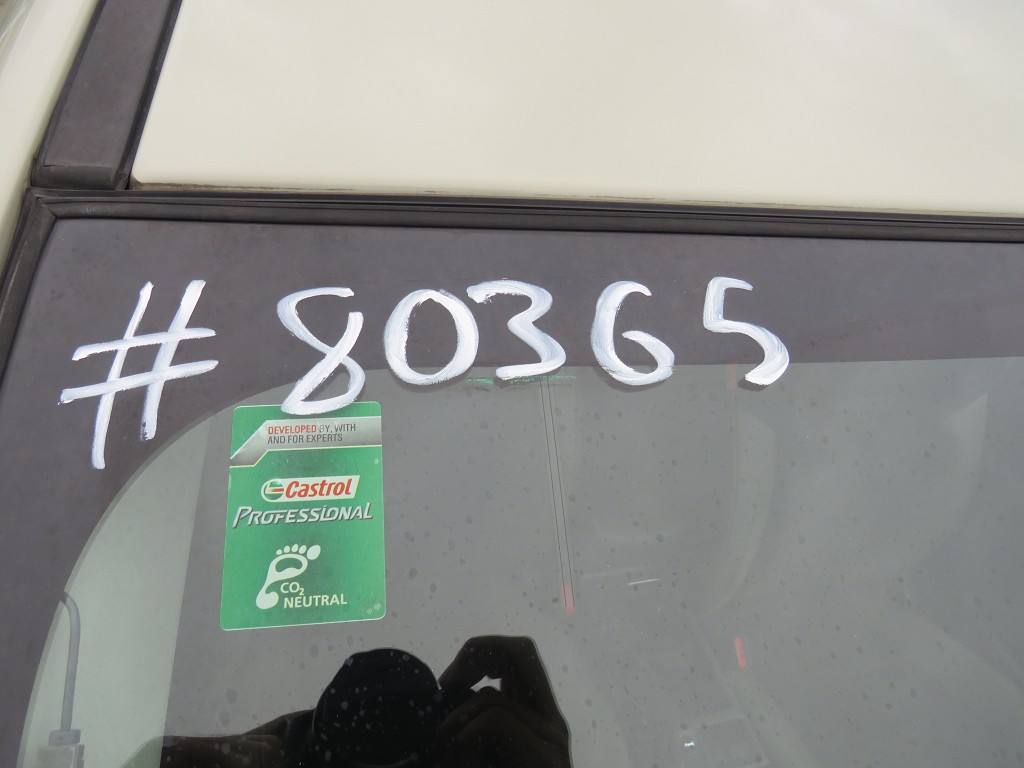 #80365
DEVELOPED BY, WITH
AND FOR EXPERTS
Castrol
PROFESSIONAL
CO₂
NEUTRAL